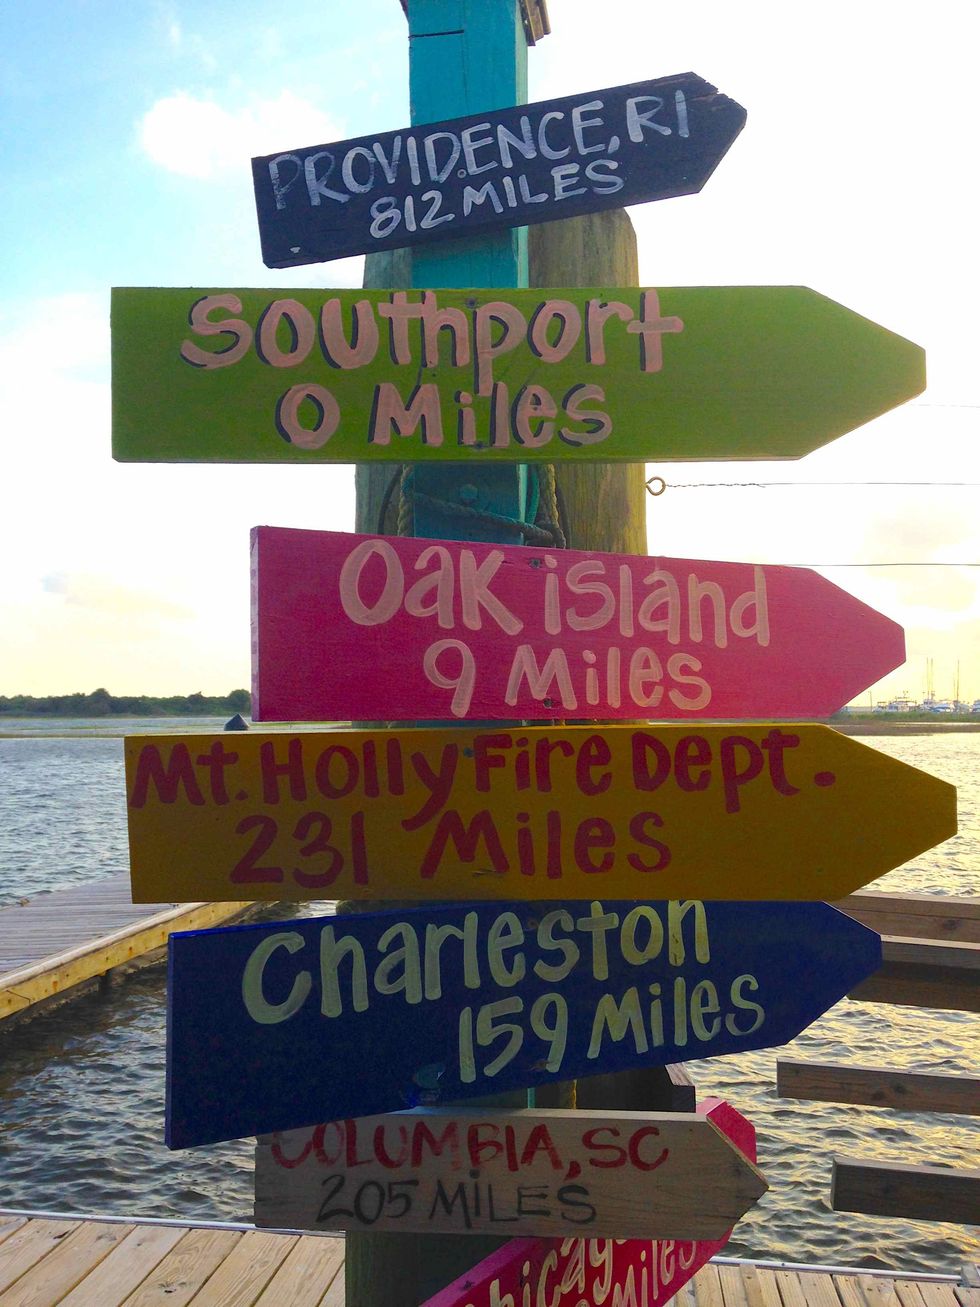 PROVIDENCE, RI
812 MILES
Southport
0 Miles
Oak island
9 Miles
Mt. Holly Fire Dept.
231 Miles
Charleston
159 Miles
COLUMBIA, SC
205 MILES
Miles